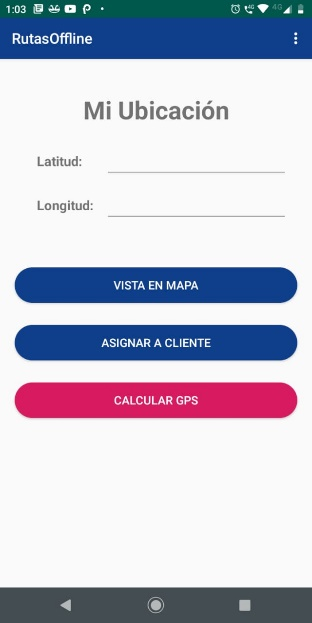 1:03
4G
RutasOffline
Mi Ubicación
Latitud:
Longitud:
VISTA EN MAPA
ASIGNAR A CLIENTE
CALCULAR GPS